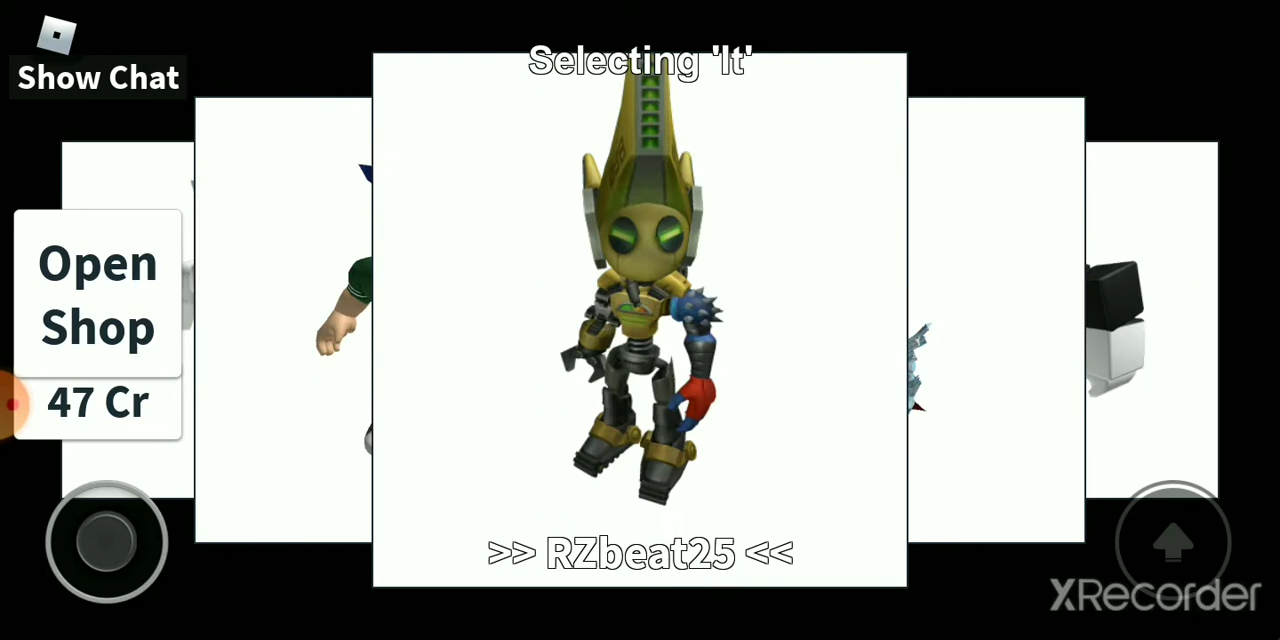 Selecting 'It'
Show Chat
Open
Shop
47 Cr
>> RZbeat25 <<
XRecorder